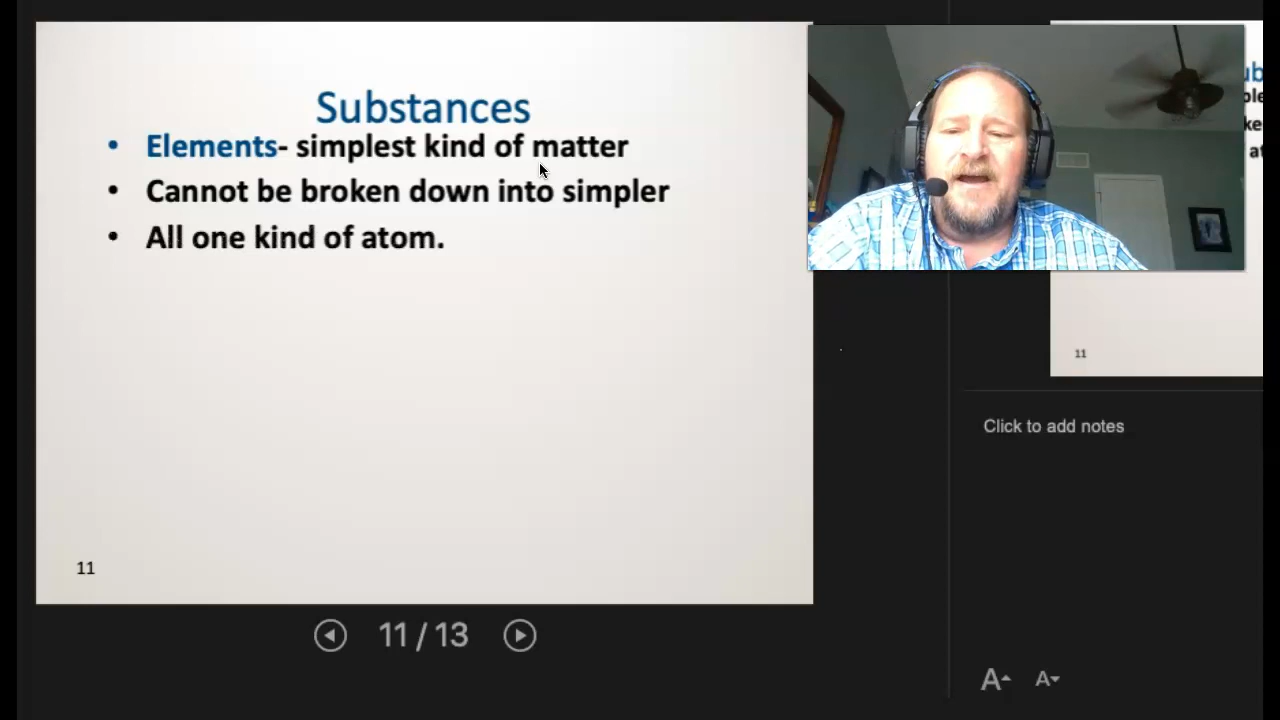 Substances
• Elements- simplest kind of matter
• Cannot be broken down into simpler
• All one kind of atom.
11
11 / 13
11
Click to add notes
A
A